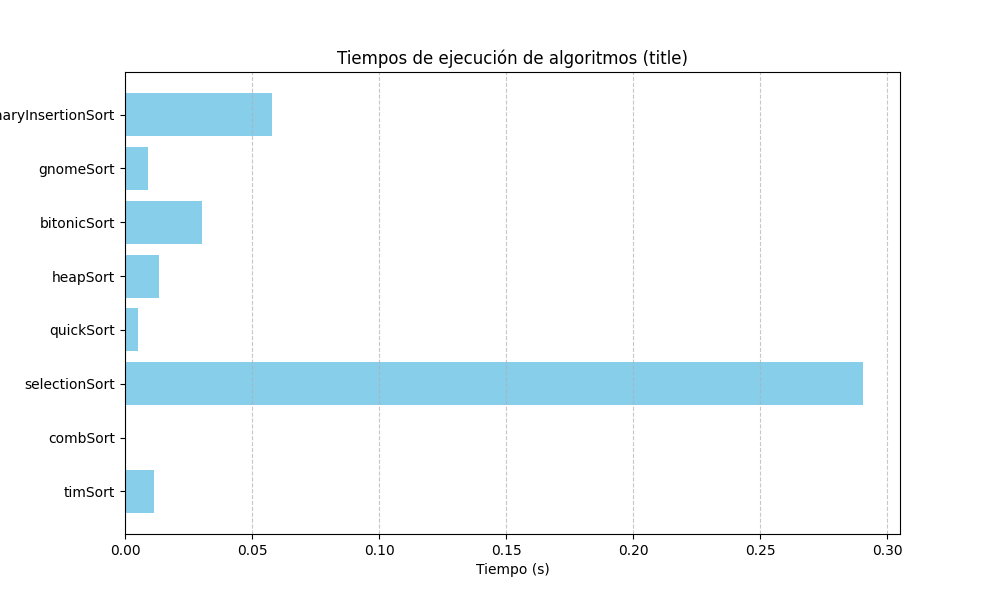 Tiempos de ejecución de algoritmos (title)
naryInsertionSort
gnomeSort
bitonicSort
heapSort
quickSort
selectionSort
combSort
timSort
0.00 0.05 0.10 0.15 0.20 0.25 0.30
Tiempo (s)